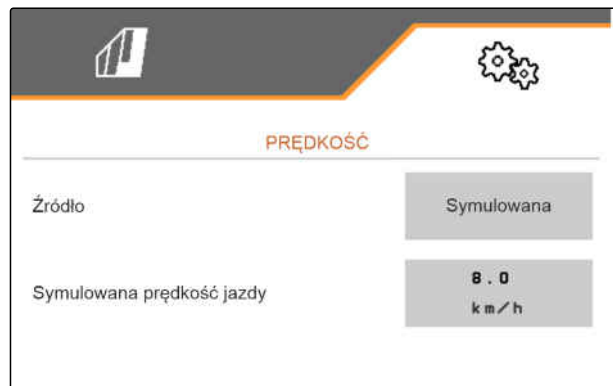 PRĘDKOŚĆ
Źródło
Symulowana
Symulowana prędkość jazdy
8.0
km/h